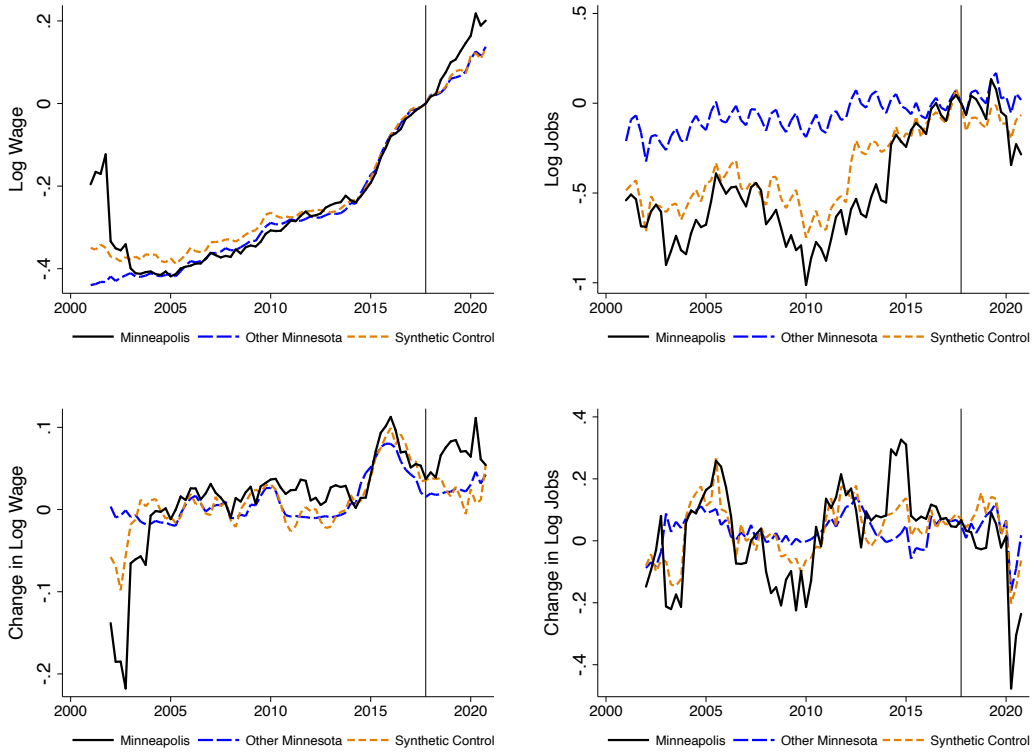 Log Wage
.2
0
-.2
-.4
2000 2005 2010 2015 2020
Minneapolis Other Minnesota Synthetic Control
Log Jobs
.5
0
-.5
-1
2000 2005 2010 2015 2020
Minneapolis Other Minnesota Synthetic Control
Change in Log Wage
.1
0
-.1
-.2
2000 2005 2010 2015 2020
Minneapolis Other Minnesota Synthetic Control
Change in Log Jobs
.4
.2
0
-.2
-.4
2000 2005 2010 2015 2020
Minneapolis Other Minnesota Synthetic Control